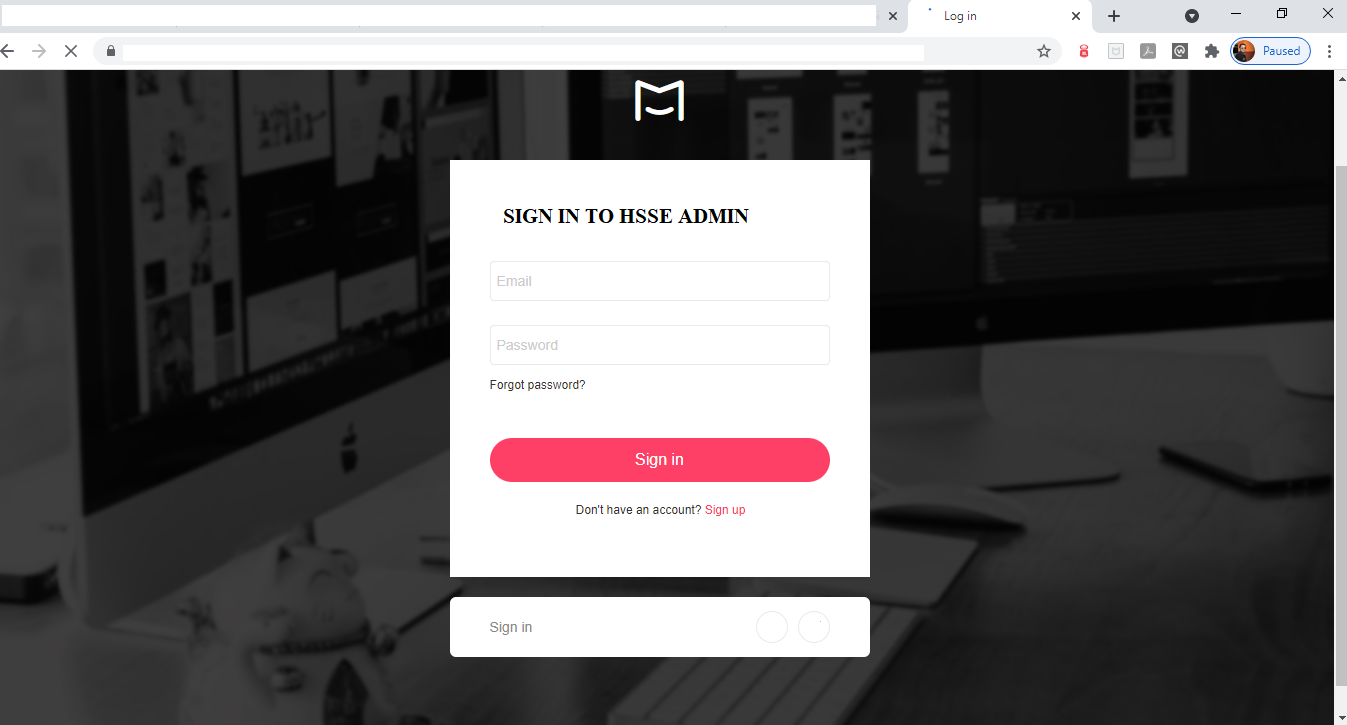 Log in
Paused
SIGN IN TO HSSE ADMIN
Email
Password
Forgot password?
Sign in
Don't have an account? Sign up
Sign in